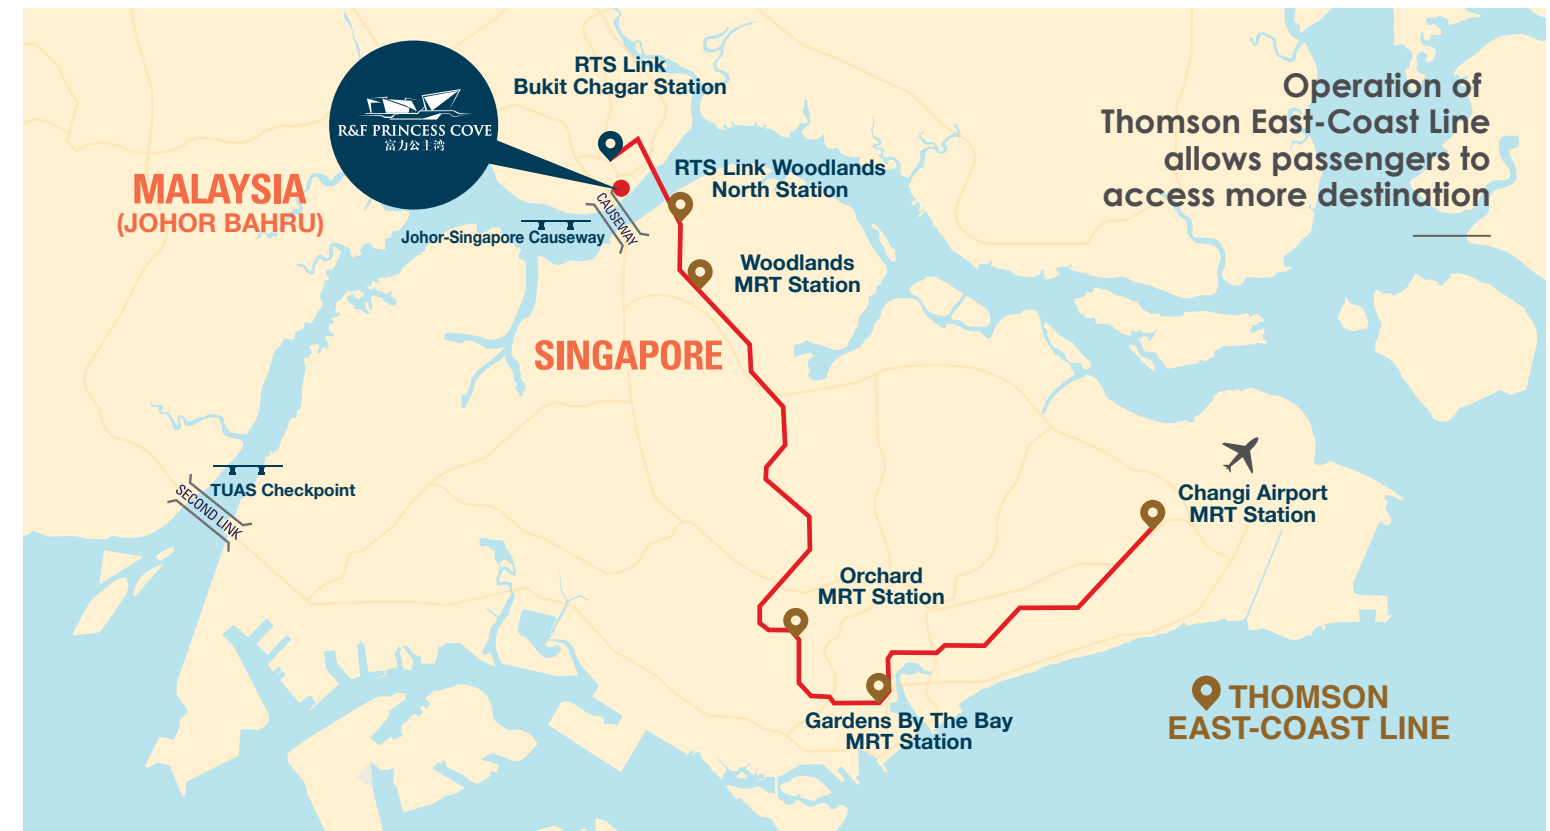 RTS Link
Bukit Chagar Station
Operation of
Thomson East-Coast Line
allows passengers to
access more destination
R&F PRINCESS COVE
富力公主湾
MALAYSIA
(JOHOR BAHRU)
RTS Link Woodlands
North Station
CAUSEWAY
Johor-Singapore Causeway
Woodlands
MRT Station
SINGAPORE
TUAS Checkpoint
SECOND LINK
Changi Airport
MRT Station
Orchard
MRT Station
Gardens By The Bay
MRT Station
THOMSON
EAST-COAST LINE